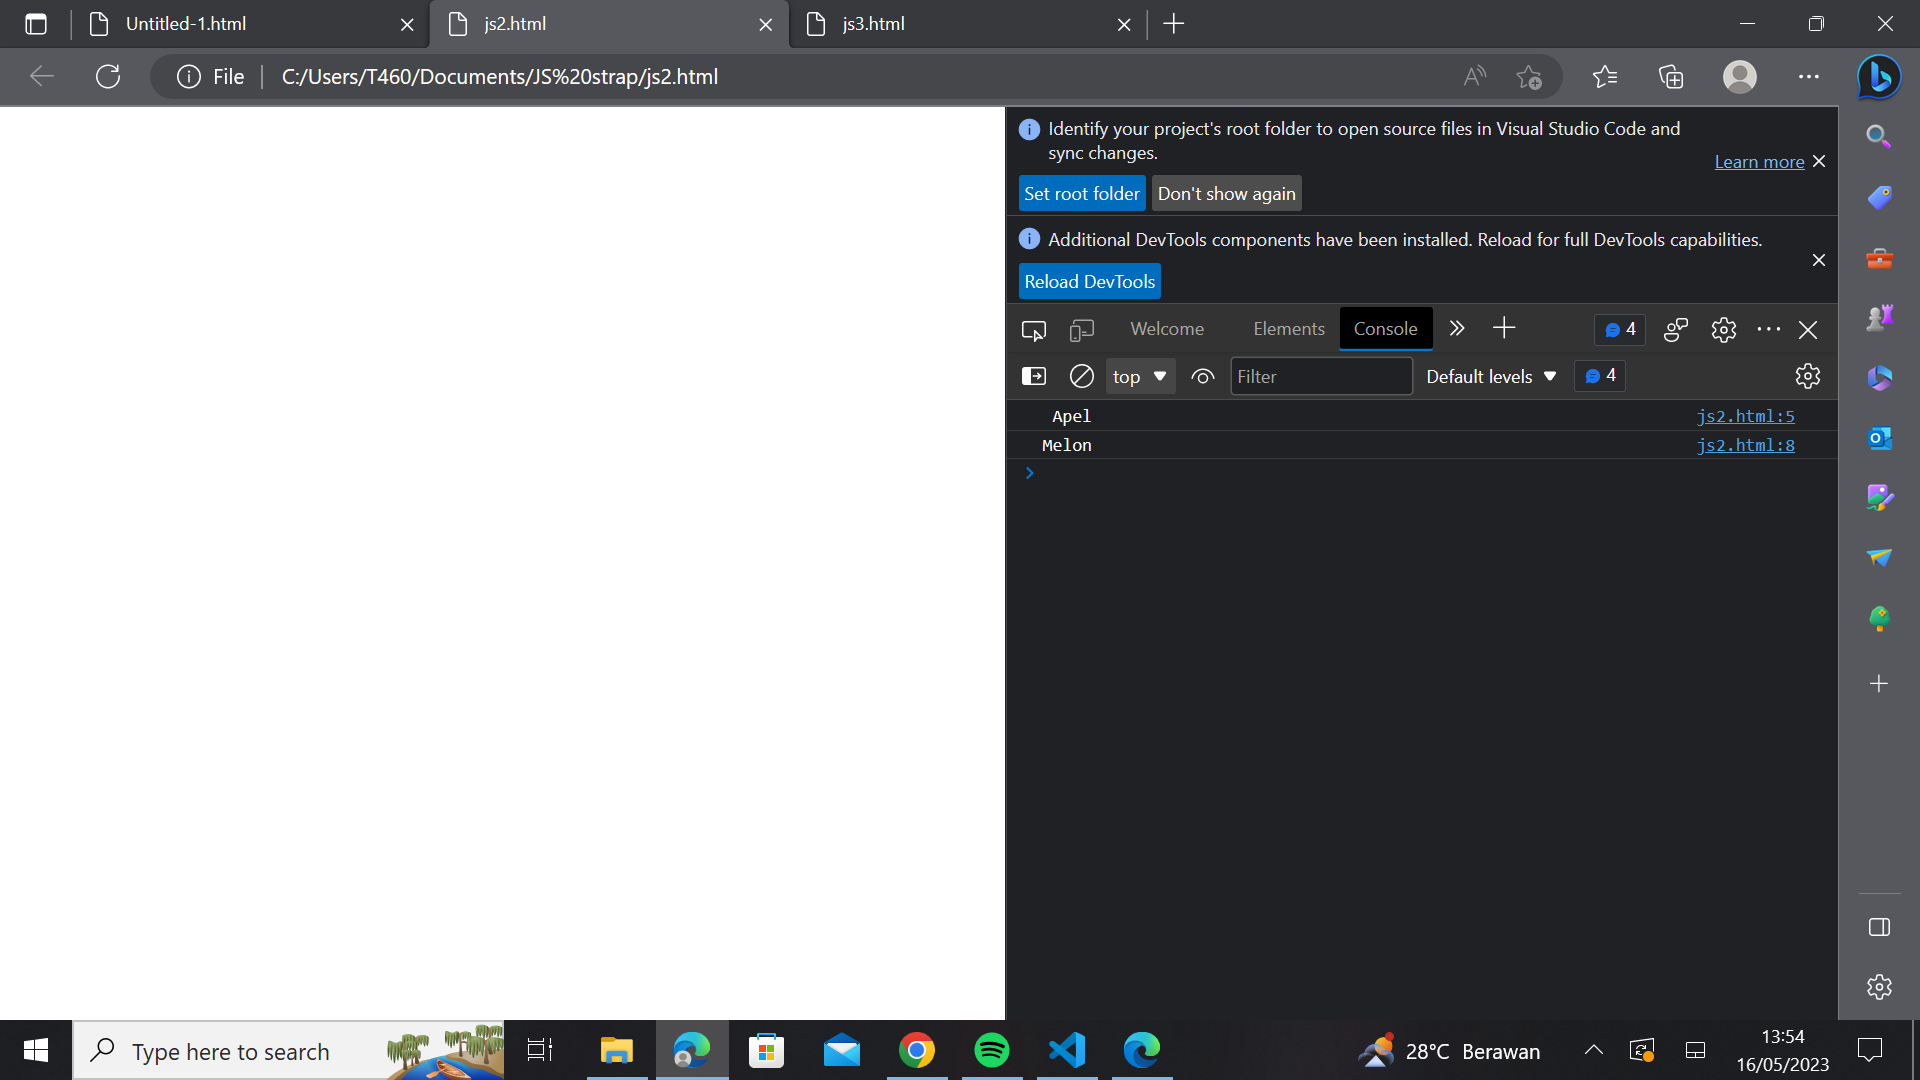 Untitled-1.html
js2.html
js3.html
File
C:/Users/T460/Documents/JS%20strap/js2.html
Identify your project's root folder to open source files in Visual Studio Code and
sync changes.
Learn more
Set root folder
Don't show again
Additional DevTools components have been installed. Reload for full DevTools capabilities.
Reload DevTools
Welcome
Elements
Console
4
top
Filter
Default levels
4
Apel
js2.html:5
Melon
js2.html:8
Type here to search
28°C Berawan
13:54
16/05/2023